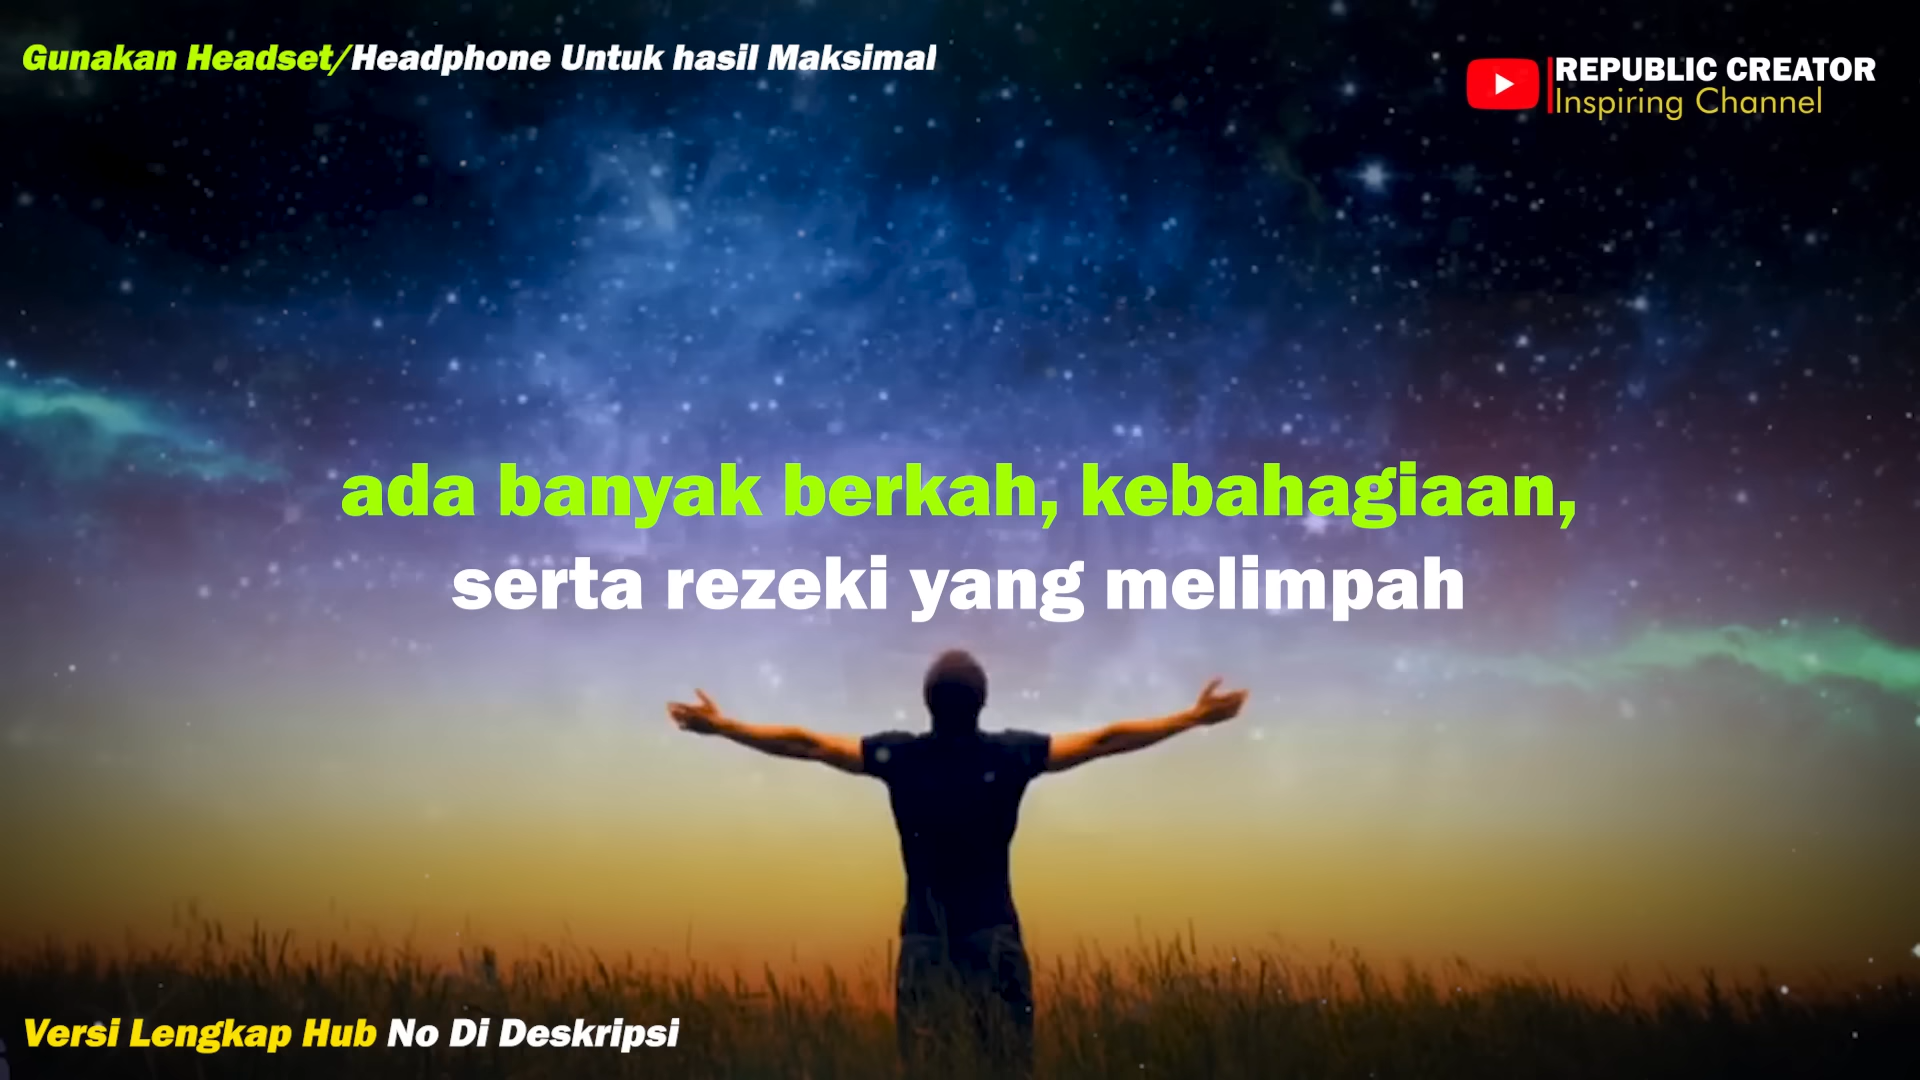 Gunakan Headset/Headphone Untuk hasil Maksimal
REPUBLIC CREATOR
Inspiring Channel
ada banyak berkah, kebahagiaan,
serta rezeki yang melimpah
Versi Lengkap Hub No Di Deskripsi